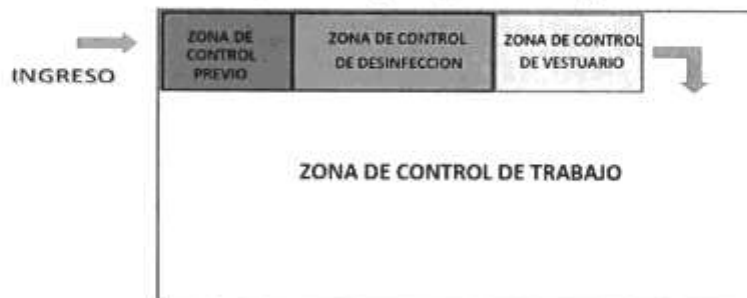 INGRESO
ZONA DE
CONTROL
PREVIO
ZONA DE CONTROL
DE DESINFECCION
ZONA DE CONTROL
DE VESTUARIO
ZONA DE CONTROL DE TRABAJO